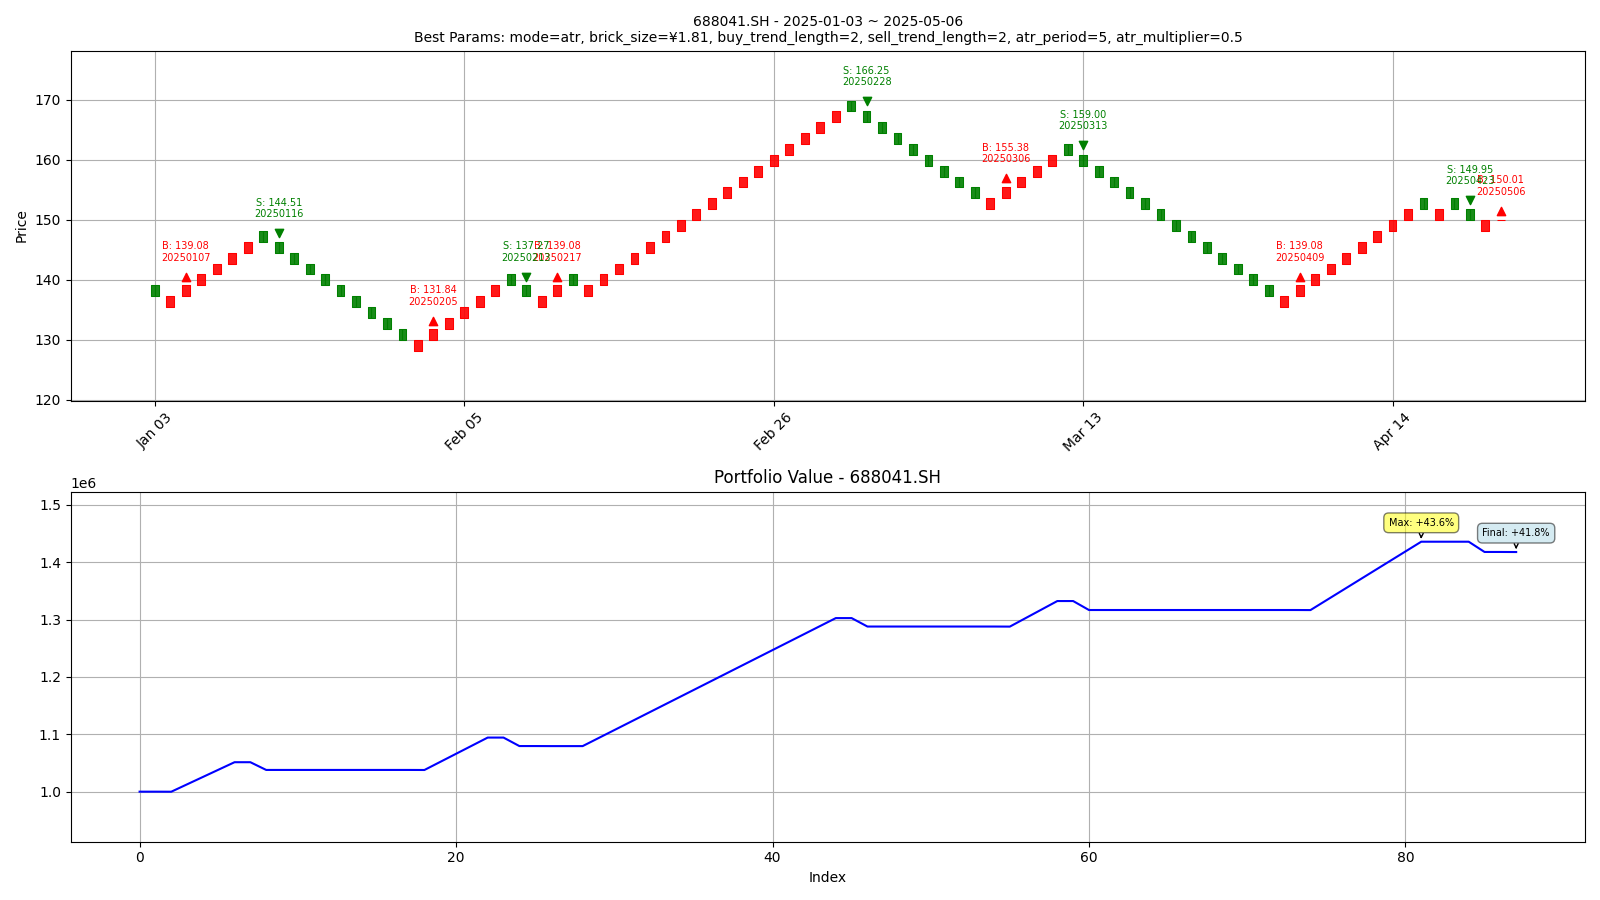 688041.SH - 2025-01-03 ~ 2025-05-06
Best Params: mode=atr, brick_size=¥1.81, buy_trend_length=2, sell_trend_length=2, atr_period=5, atr_multiplier=0.5
Price
170
160
150
140
130
120
B: 139.08
20250107
S: 144.51
20250116
B: 131.84
20250205
S: 137.27
B: 139.08
20250217
S: 166.25
20250228
B: 155.38
20250306
S: 159.00
20250313
B: 139.08
20250409
S: 149.95
B: 150.01
20250506
Jan 03
Feb 05
Feb 26
Mar 13
Apr 14
Portfolio Value - 688041.SH
1e6
1.5
1.4
1.3
1.2
1.1
1.0
Max: +43.6%
Final: +41.8%
0
20
40
60
80
Index